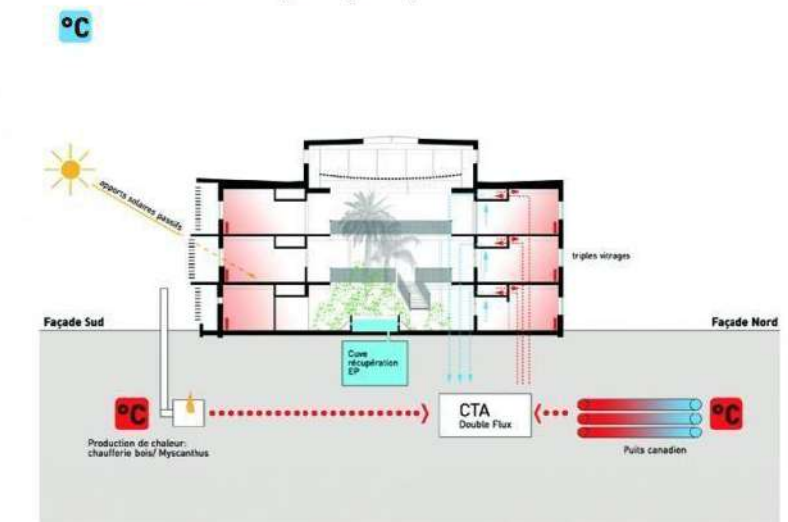 °C
apports solaires passifs
triples vitrages
Façade Sud
Façade Nord
Cuve
récupération
EP
°C
CTA
Double Flux
°C
Production de chaleur:
chaufferie bois/ Myscanthus
Puits canadien